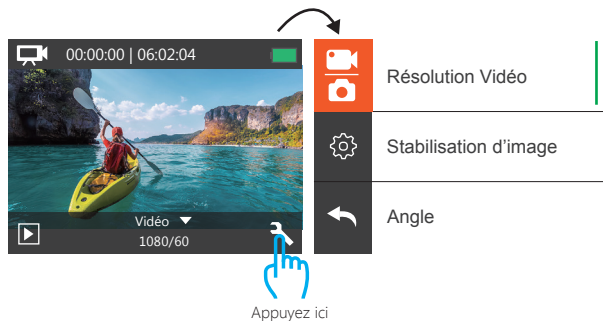 00:00:00 | 06:02:04
Vidéo
1080/60
Appuyez ici
Résolution Vidéo
Stabilisation d'image
Angle